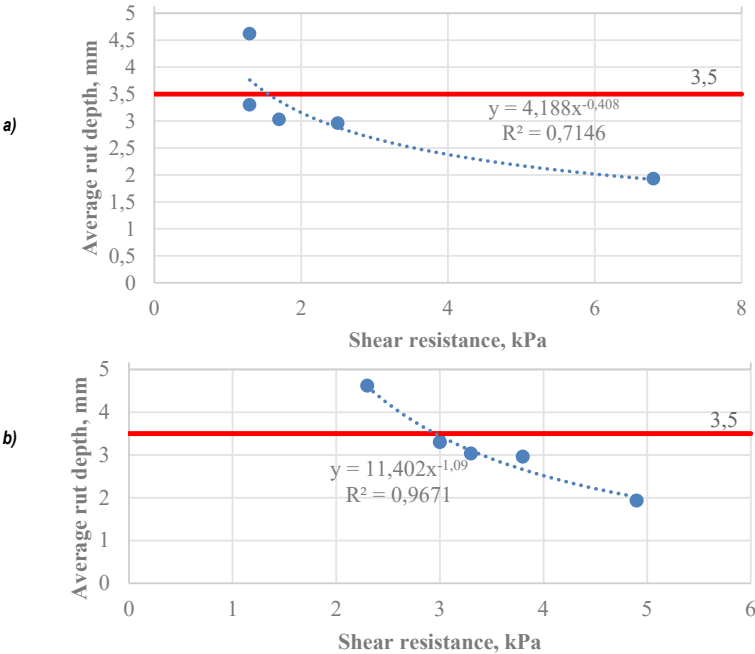 a)
Average rut depth, mm
5
4,5
4
3,5
3
2,5
2
1,5
1
0,5
0
3,5
y = 4,188x^-0,408
R² = 0,7146
0 2 4 6 8
Shear resistance, kPa
b)
Average rut depth, mm
5
4
3
2
1
0
3,5
y = 11,402x^-1,09
R² = 0,9671
0 1 2 3 4 5 6
Shear resistance, kPa